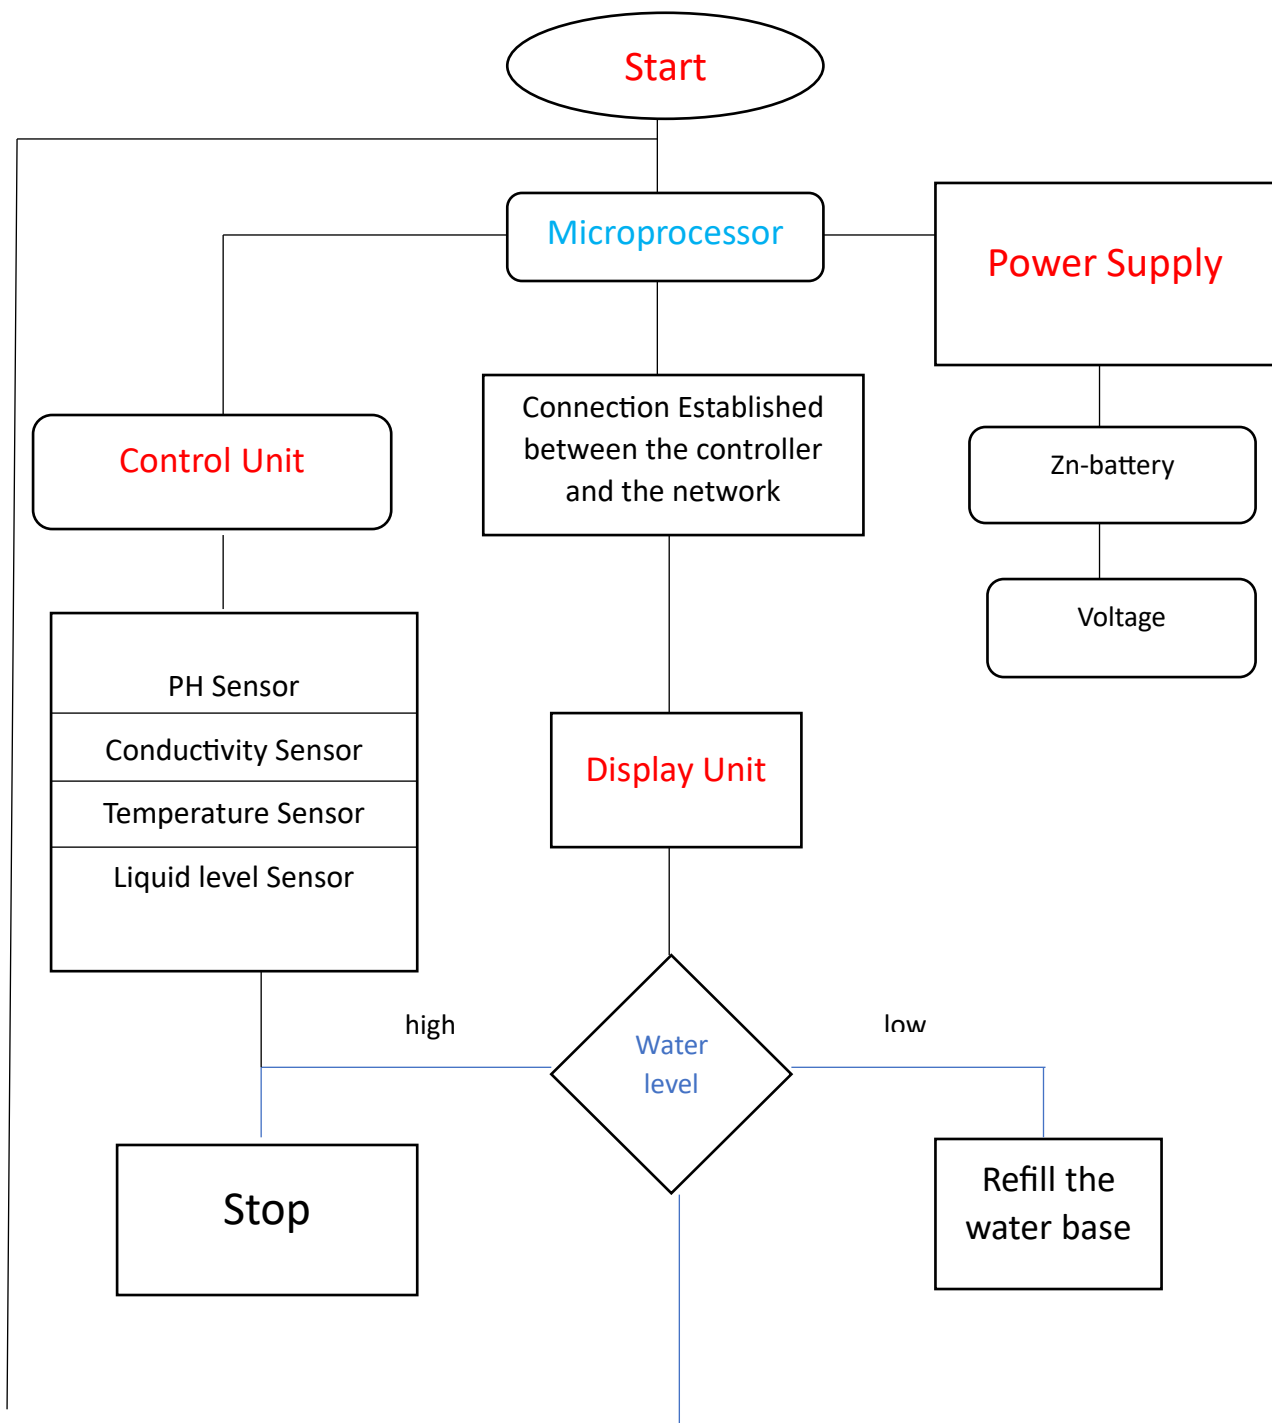 Start
Microprocessor
Power Supply
Connection Established
between the controller
and the network
Control Unit
Zn-battery
Voltage
PH Sensor
Conductivity Sensor
Temperature Sensor
Liquid level Sensor
Display Unit
high
low
Water
level
Stop
Refill the
water base